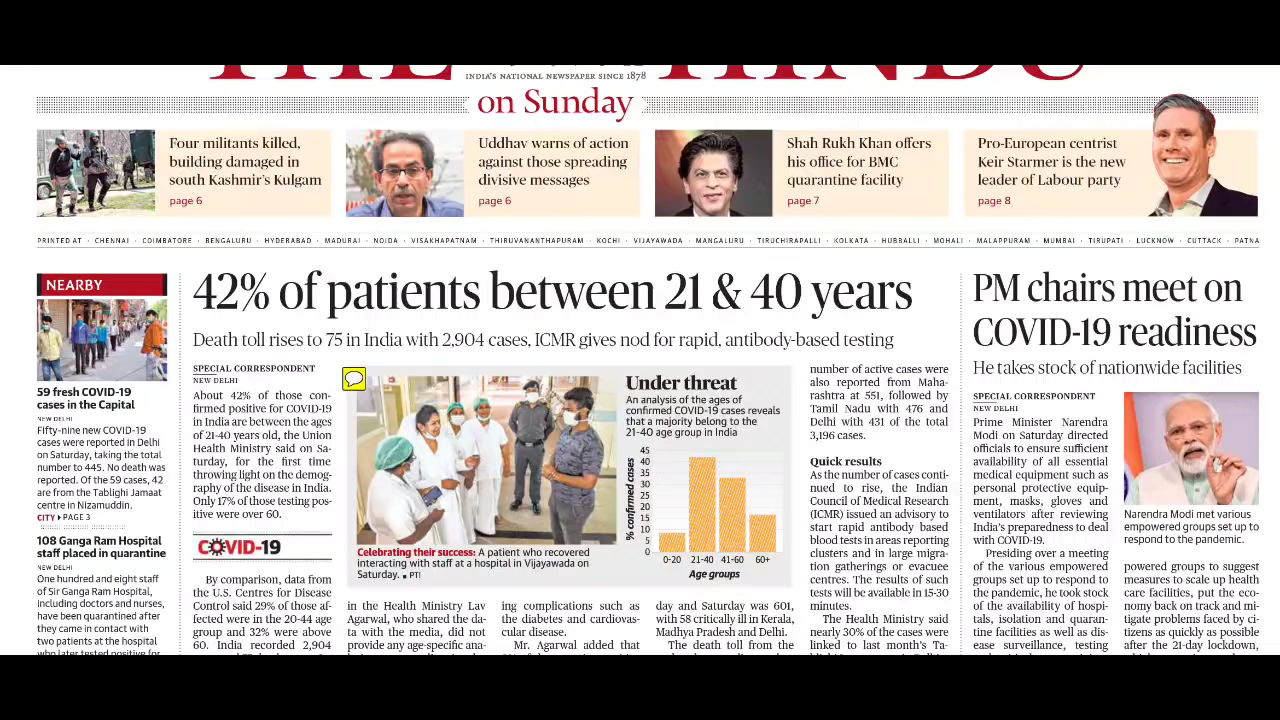 THE HINDU
INDIA'S NATIONAL NEWSPAPER SINCE 1878
on Sunday
Four militants killed,
building damaged in
south Kashmir's Kulgam
page 6
Uddhav warns of action
against those spreading
divisive messages
page 6
Shah Rukh Khan offers
his office for BMC
quarantine facility
page 7
Pro-European centrist
Keir Starmer is the new
leader of Labour party
page 8
PRINTED AT · CHENNAI · COIMBATORE · BENGALURU · HYDERABAD · MADURAI · NOIDA · VISAKHAPATNAM · THIRUVANANTHAPURAM · KOCHI · VIJAYAWADA · MANGALURU · TIRUCHIRAPALLI · KOLKATA · HUBBALLI · MOHALI · MALAPPURAM · MUMBAI · TIRUPATI · LUCKNOW · CUTTACK · PATNA
NEARBY
59 fresh COVID-19
cases in the Capital
NEW DELHI
Fifty-nine new COVID-19
cases were reported in Delhi
on Saturday, taking the total
number to 445. No death was
reported. Of the 59 cases, 42
are from the Tablighi Jamaat
centre in Nizamuddin.
CITY PAGE 3
108 Ganga Ram Hospital
staff placed in quarantine
NEW DELHI
One hundred and eight staff
of Sir Ganga Ram Hospital,
including doctors and nurses,
have been quarantined after
they came in contact with
two patients at the hospital
who later tested positive for
42% of patients between 21 & 40 years
Death toll rises to 75 in India with 2,904 cases, ICMR gives nod for rapid, antibody-based testing
SPECIAL CORRESPONDENT
NEW DELHI
About 42% of those con-
firmed positive for COVID-19
in India are between the ages
of 21-40 years old, the Union
Health Ministry said on Sa-
turday, for the first time
throwing light on the demog-
raphy of the disease in India.
Only 17% of those testing pos-
itive were over 60.
COVID-19
By comparison, data from
the U.S. Centres for Disease
Control said 29% of those af-
fected were in the 20-44 age
group and 32% were above
60. India recorded 2,904
Celebrating their success: A patient who recovered
interacting with staff at a hospital in Vijayawada on
Saturday. ■ PTI
Under threat
An analysis of the ages of
confirmed COVID-19 cases reveals
that a majority belong to the
21-40 age group in India
% confirmed cases
45
40
35
30
25
20
15
10
5
0
0-20 21-40 41-60 60+
Age groups
in the Health Ministry Lav
Agarwal, who shared the da-
ta with the media, did not
provide any age-specific ana-
ing complications such as
the diabetes and cardiovas-
cular disease.
Mr. Agarwal added that
day and Saturday was 601,
with 58 critically ill in Kerala,
Madhya Pradesh and Delhi.
The death toll from the
number of active cases were
also reported from Maha-
rashtra at 551, followed by
Tamil Nadu with 476 and
Delhi with 431 of the total
3,196 cases.
Quick results
As the number of cases conti-
nued to rise, the Indian
Council of Medical Research
(ICMR) issued an advisory to
start rapid antibody based
blood tests in areas reporting
clusters and in large migra-
tion gatherings or evacuee
centres. The results of such
tests will be available in 15-30
minutes.
The Health Ministry said
nearly 30% of the cases were
linked to last month's Ta-
PM chairs meet on
COVID-19 readiness
He takes stock of nationwide facilities
SPECIAL CORRESPONDENT
NEW DELHI
Prime Minister Narendra
Modi on Saturday directed
officials to ensure sufficient
availability of all essential
medical equipment such as
personal protective equip-
ment, masks, gloves and
ventilators after reviewing
India's preparedness to deal
with COVID-19.
Presiding over a meeting
of the various empowered
groups set up to respond to
the pandemic, he took stock
of the availability of hospi-
tals, isolation and quaran-
tine facilities as well as dis-
ease surveillance, testing
Narendra Modi met various
empowered groups set up to
respond to the pandemic.
powered groups to suggest
measures to scale up health
care facilities, put the eco-
nomy back on track and mi-
tigate problems faced by ci-
tizens as quickly as possible
after the 21-day lockdown,